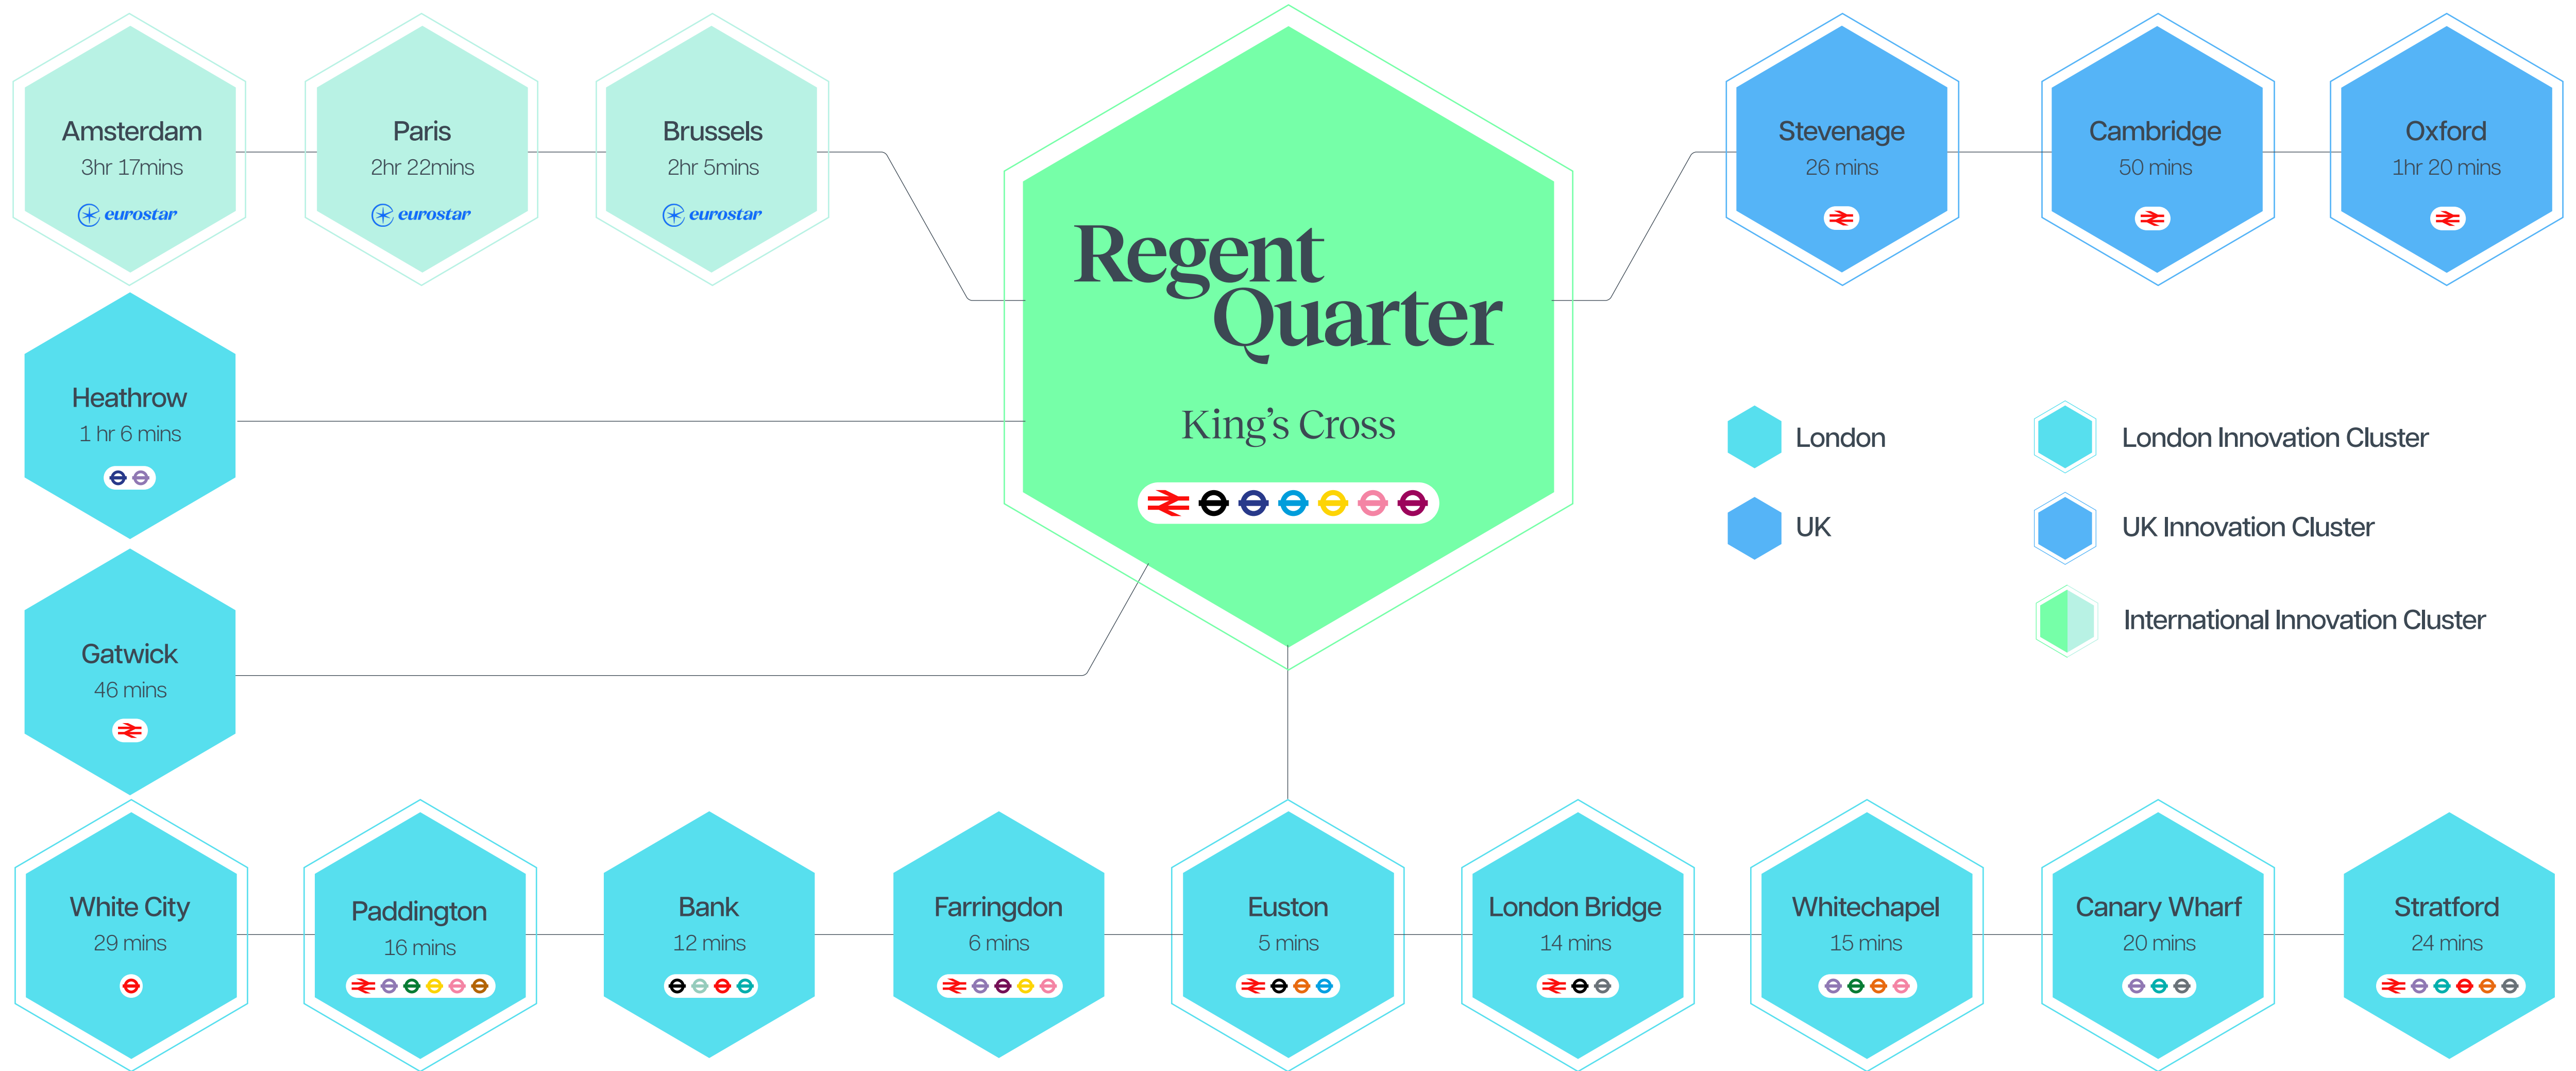 Amsterdam
3hr 17mins
eurostar
Paris
2hr 22mins
eurostar
Brussels
2hr 5mins
eurostar
Regent
Quarter
King's Cross
Stevenage
26 mins
Cambridge
50 mins
Oxford
1hr 20 mins
Heathrow
1 hr 6 mins
London
London Innovation Cluster
UK
UK Innovation Cluster
International Innovation Cluster
Gatwick
46 mins
White City
29 mins
Paddington
16 mins
Bank
12 mins
Farringdon
6 mins
Euston
5 mins
London Bridge
14 mins
Whitechapel
15 mins
Canary Wharf
20 mins
Stratford
24 mins